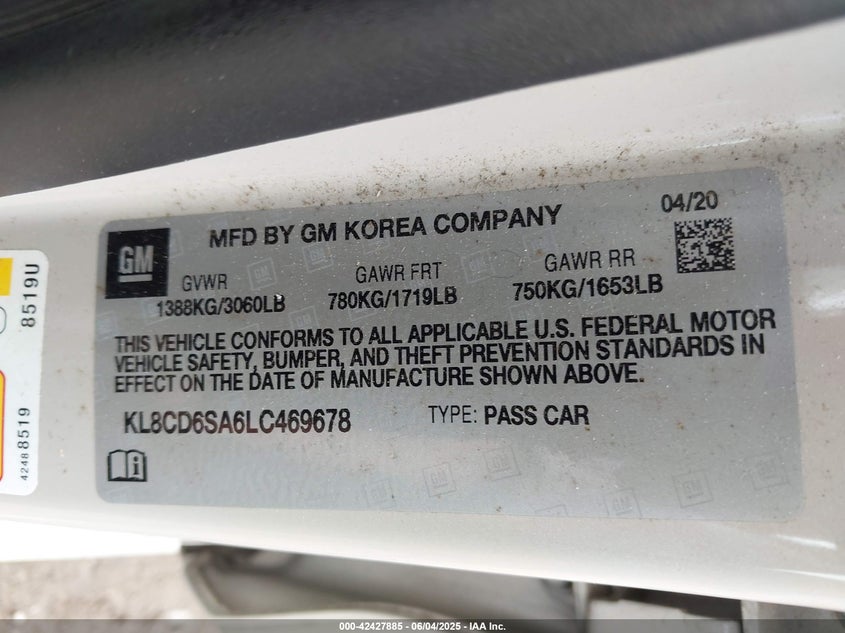 MFD BY GM KOREA COMPANY
04/20
GM
GVWR
GAWR FRT
GAWR RR
1388KG/3060LB
780KG/1719LB
750KG/1653LB
THIS VEHICLE CONFORMS TO ALL APPLICABLE U.S. FEDERAL MOTOR
VEHICLE SAFETY, BUMPER, AND THEFT PREVENTION STANDARDS IN
EFFECT ON THE DATE OF MANUFACTURE SHOWN ABOVE.
KL8CD6SA6LC469678
TYPE: PASS CAR
8519U
4248 8519
000-42427885 - 06/04/2025 - IAA Inc.